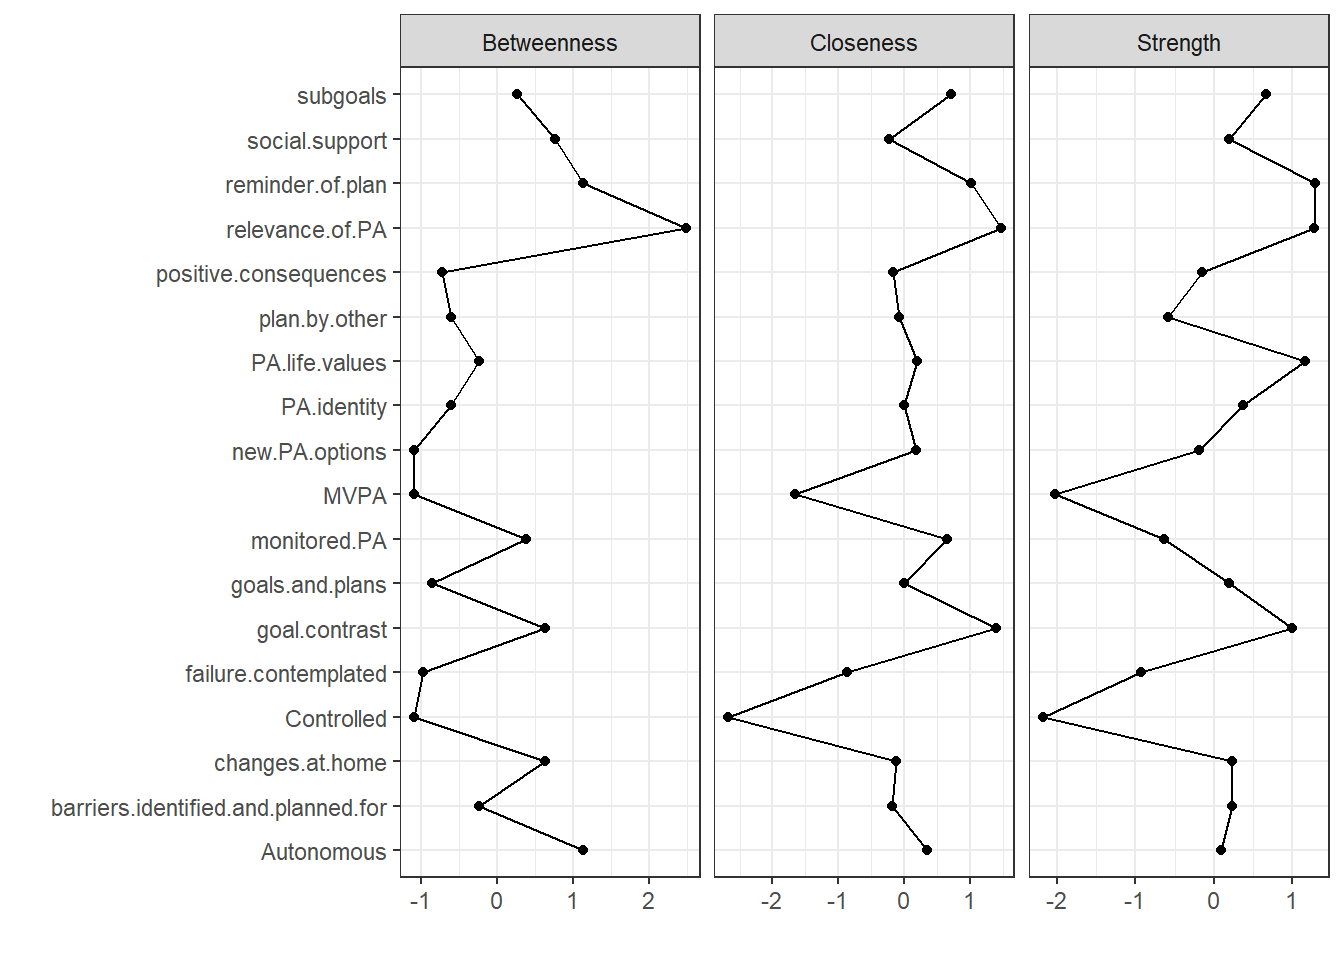 Betweenness Closeness Strength
subgoals
social.support
reminder.of.plan
relevance.of.PA
positive.consequences
plan.by.other
PA.life.values
PA.identity
new.PA.options
MVPA
monitored.PA
goals.and.plans
goal.contrast
failure.contemplated
Controlled
changes.at.home
barriers.identified.and.planned.for
Autonomous
-1 0 1 2 -2 -1 0 1 -2 -1 0 1